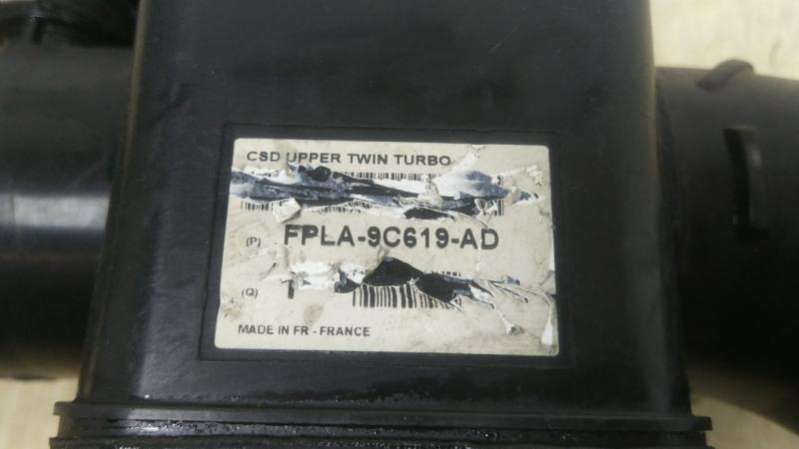 CSD UPPER TWIN TURBO
(P) FPLA-9C619-AD
(Q)
MADE IN FR - FRANCE